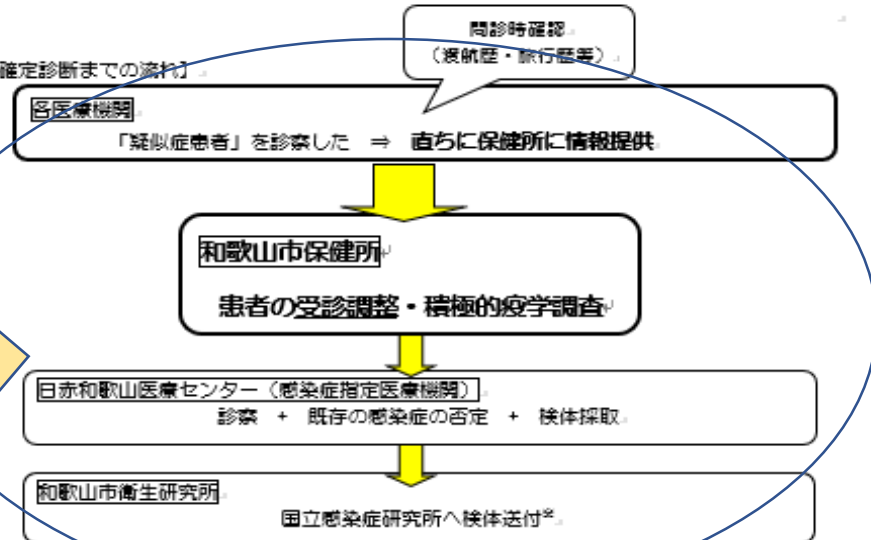 問診時確認
（渡航歴・旅行歴等）
確定診断までの流れ】
各医療機関
「疑似症患者」を診察した ⇒ 直ちに保健所に情報提供
和歌山市保健所
患者の受診調整・積極的疫学調査
日赤和歌山医療センター（感染症指定医療機関）
診察 + 既存の感染症の否定 + 検体採取
和歌山市衛生研究所
国立感染症研究所へ検体送付※